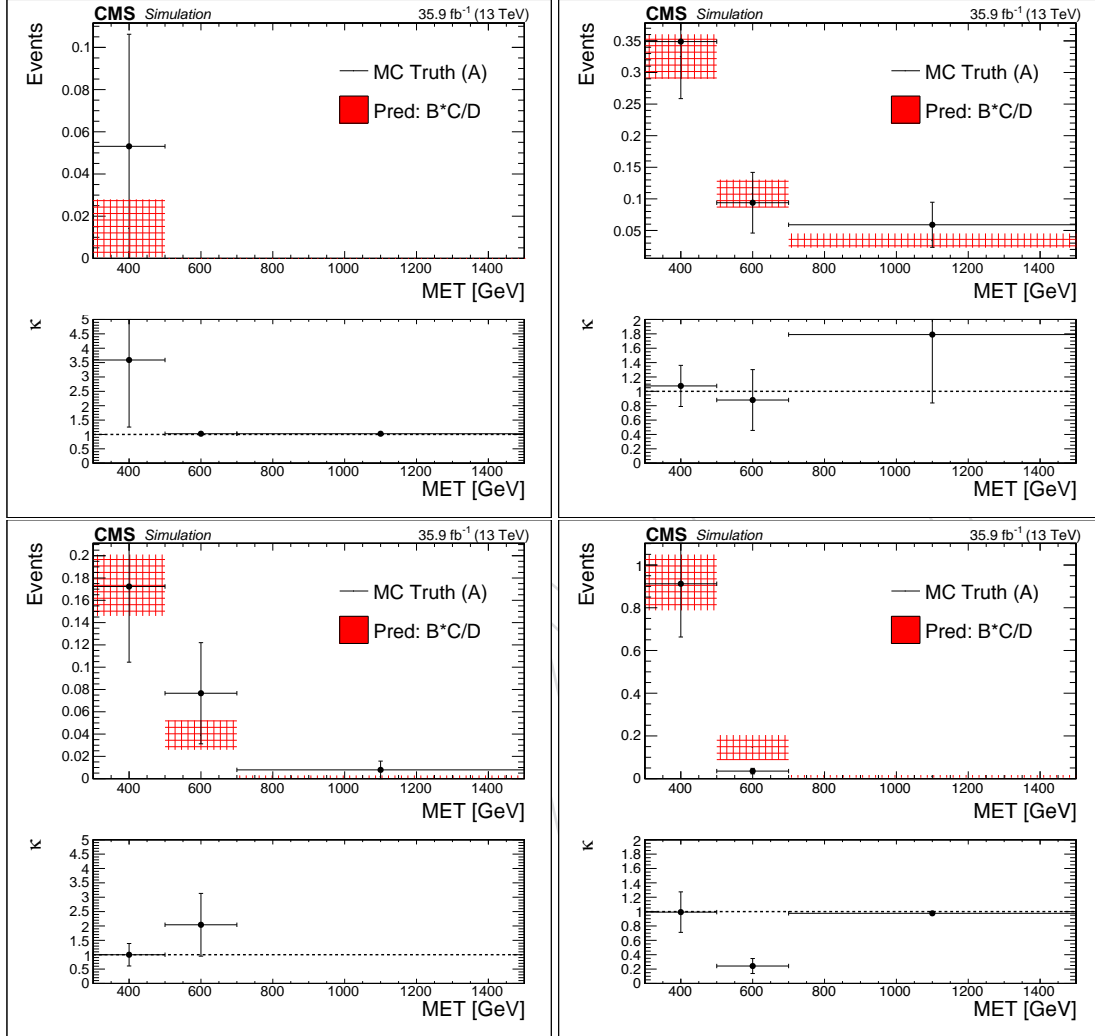 CMS Simulation 35.9 fb⁻¹ (13 TeV)
Events
0.1
0.08
0.06
0.04
0.02
0
MC Truth (A)
Pred: B*C/D
400 600 800 1000 1200 1400
MET [GeV]
κ
5
4.5
4
3.5
3
2.5
2
1.5
1
0.5
0
400 600 800 1000 1200 1400
MET [GeV]
CMS Simulation 35.9 fb⁻¹ (13 TeV)
Events
0.35
0.3
0.25
0.2
0.15
0.1
0.05
MC Truth (A)
Pred: B*C/D
400 600 800 1000 1200 1400
MET [GeV]
κ
2
1.8
1.6
1.4
1.2
1
0.8
0.6
0.4
0.2
0
400 600 800 1000 1200 1400
MET [GeV]
CMS Simulation 35.9 fb⁻¹ (13 TeV)
Events
0.2
0.18
0.16
0.14
0.12
0.1
0.08
0.06
0.04
0.02
0
MC Truth (A)
Pred: B*C/D
400 600 800 1000 1200 1400
MET [GeV]
κ
5
4.5
4
3.5
3
2.5
2
1.5
1
0.5
0
400 600 800 1000 1200 1400
MET [GeV]
CMS Simulation 35.9 fb⁻¹ (13 TeV)
Events
1
0.8
0.6
0.4
0.2
0
MC Truth (A)
Pred: B*C/D
400 600 800 1000 1200 1400
MET [GeV]
κ
2
1.8
1.6
1.4
1.2
1
0.8
0.6
0.4
0.2
0
400 600 800 1000 1200 1400
MET [GeV]